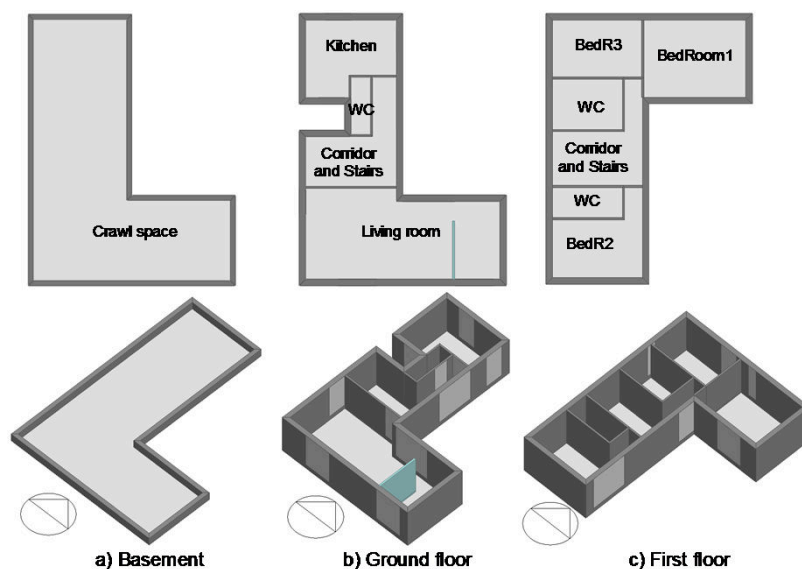 Kitchen
BedR3
BedRoom1
WC
WC
Corridor
and Stairs
Corridor
and Stairs
WC
Crawl space
Living room
BedR2
a) Basement
b) Ground floor
c) First floor